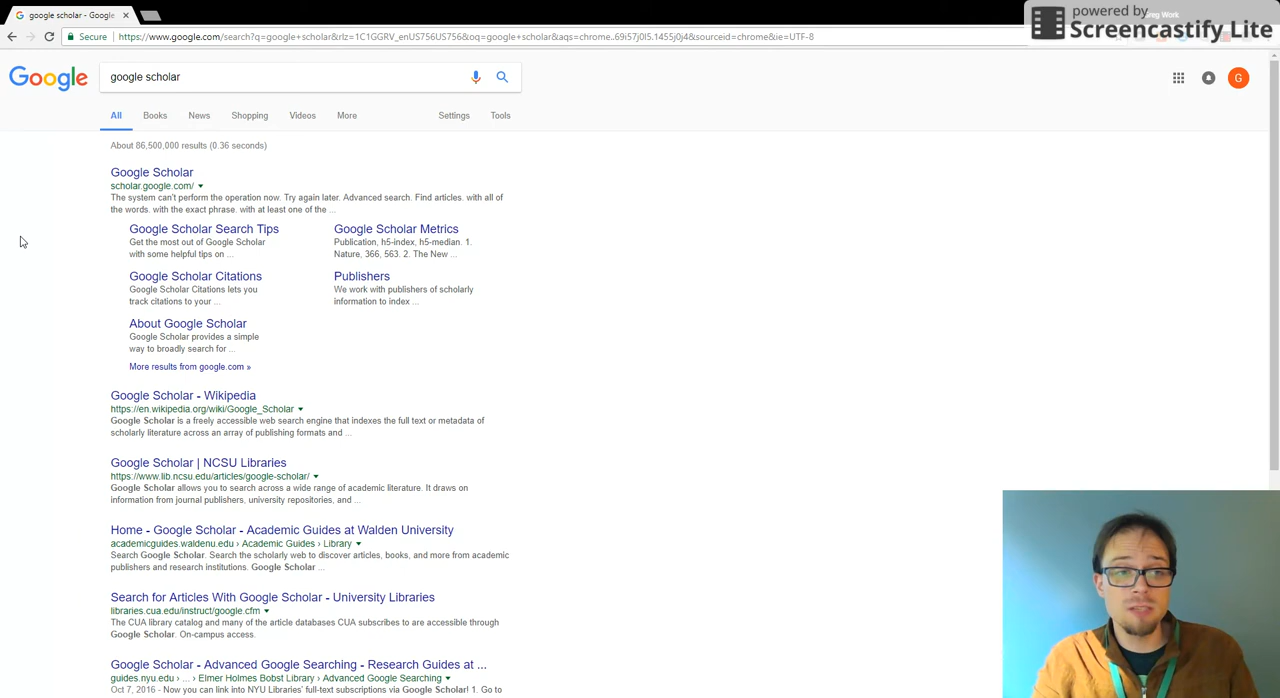 google scholar - Google
powered by
Greg Work
Screencastify Lite
Secure https://www.google.com/search?q=google+scholar&rlz=1C1GGRV_enUS756US756&oq=google+scholar&aqs=chrome..69i57j0l5.1455j0j4&sourceid=chrome&ie=UTF-8
Google google scholar G
All Books News Shopping Videos More Settings Tools
About 86,500,000 results (0.36 seconds)
Google Scholar
scholar.google.com/
The system can't perform the operation now. Try again later. Advanced search. Find articles. with all of
the words. with the exact phrase. with at least one of the ...
Google Scholar Search Tips
Get the most out of Google Scholar
with some helpful tips on ...
Google Scholar Metrics
Publication, h5-index, h5-median. 1.
Nature, 366, 563. 2. The New ...
Google Scholar Citations
Google Scholar Citations lets you
track citations to your ...
Publishers
We work with publishers of scholarly
information to index ...
About Google Scholar
Google Scholar provides a simple
way to broadly search for ...
More results from google.com »
Google Scholar - Wikipedia
https://en.wikipedia.org/wiki/Google_Scholar
Google Scholar is a freely accessible web search engine that indexes the full text or metadata of
scholarly literature across an array of publishing formats and ...
Google Scholar | NCSU Libraries
https://www.lib.ncsu.edu/articles/google-scholar/
Google Scholar allows you to search across a wide range of academic literature. It draws on
information from journal publishers, university repositories, and ...
Home - Google Scholar - Academic Guides at Walden University
academicguides.waldenu.edu › Academic Guides › Library
Search Google Scholar. Search the scholarly web to discover articles, books, and more from academic
publishers and research institutions. Google Scholar ...
Search for Articles With Google Scholar - University Libraries
libraries.cua.edu/instruct/google.cfm
The CUA library catalog and many of the article databases CUA subscribes to are accessible through
Google Scholar. On-campus access.
Google Scholar - Advanced Google Searching - Research Guides at ...
guides.nyu.edu › ... › Elmer Holmes Bobst Library › Advanced Google Searching
Oct 7, 2016 - Now you can link into NYU Libraries' full-text subscriptions via Google Scholar! 1. Go to